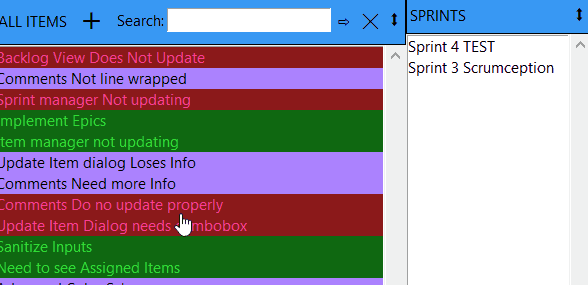 ALL ITEMS + Search:
SPRINTS
Backlog View Does Not Update
Comments Not line wrapped
Sprint manager Not updating
Implement Epics
Item manager not updating
Update Item dialog Loses Info
Comments Need more Info
Comments Do no update properly
Update Item Dialog needs
Sanitize Inputs
Need to see Assigned Items
Sprint 4 TEST
Sprint 3 Scrumception